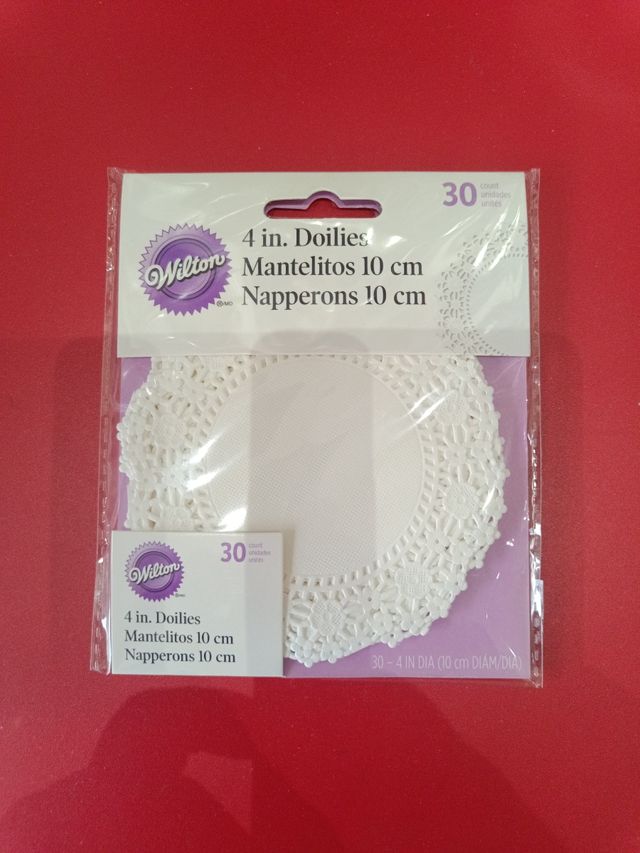 30 count
unidades
unités
Wilton
®/MD
4 in. Doilies
Mantelitos 10 cm
Napperons 10 cm
Wilton
30 count
unidades
unités
4 in. Doilies
Mantelitos 10 cm
Napperons 10 cm
30 – 4 IN DIA (10 cm DIÁM/DIA)